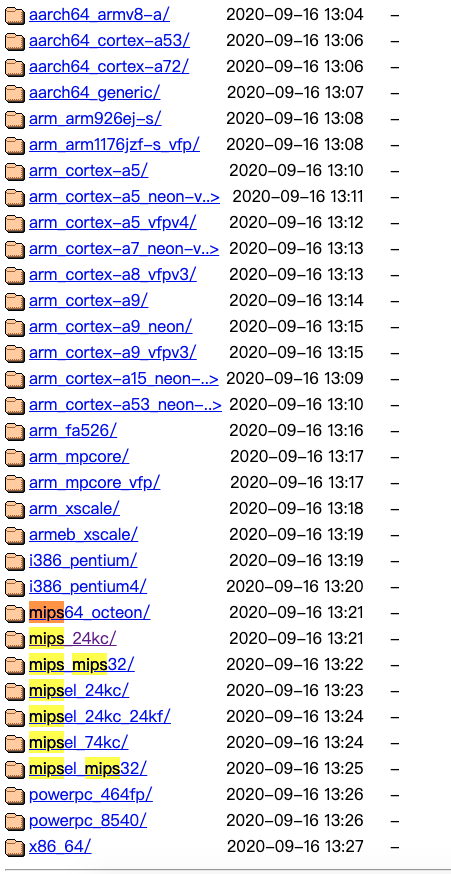 aarch64_armv8-a/ 2020-09-16 13:04 -
aarch64_cortex-a53/ 2020-09-16 13:06 -
aarch64_cortex-a72/ 2020-09-16 13:06 -
aarch64_generic/ 2020-09-16 13:07 -
arm_arm926ej-s/ 2020-09-16 13:08 -
arm_arm1176jzf-s_vfp/ 2020-09-16 13:08 -
arm_cortex-a5/ 2020-09-16 13:10 -
arm_cortex-a5_neon-v..> 2020-09-16 13:11 -
arm_cortex-a5_vfpv4/ 2020-09-16 13:12 -
arm_cortex-a7_neon-v..> 2020-09-16 13:13 -
arm_cortex-a8_vfpv3/ 2020-09-16 13:13 -
arm_cortex-a9/ 2020-09-16 13:14 -
arm_cortex-a9_neon/ 2020-09-16 13:15 -
arm_cortex-a9_vfpv3/ 2020-09-16 13:15 -
arm_cortex-a15_neon-..> 2020-09-16 13:09 -
arm_cortex-a53_neon-..> 2020-09-16 13:10 -
arm_fa526/ 2020-09-16 13:16 -
arm_mpcore/ 2020-09-16 13:17 -
arm_mpcore_vfp/ 2020-09-16 13:17 -
arm_xscale/ 2020-09-16 13:18 -
armeb_xscale/ 2020-09-16 13:19 -
i386_pentium/ 2020-09-16 13:19 -
i386_pentium4/ 2020-09-16 13:20 -
mips64_octeon/ 2020-09-16 13:21 -
mips_24kc/ 2020-09-16 13:21 -
mips_mips32/ 2020-09-16 13:22 -
mipsel_24kc/ 2020-09-16 13:23 -
mipsel_24kc_24kf/ 2020-09-16 13:24 -
mipsel_74kc/ 2020-09-16 13:24 -
mipsel_mips32/ 2020-09-16 13:25 -
powerpc_464fp/ 2020-09-16 13:26 -
powerpc_8540/ 2020-09-16 13:26 -
x86_64/ 2020-09-16 13:27 -